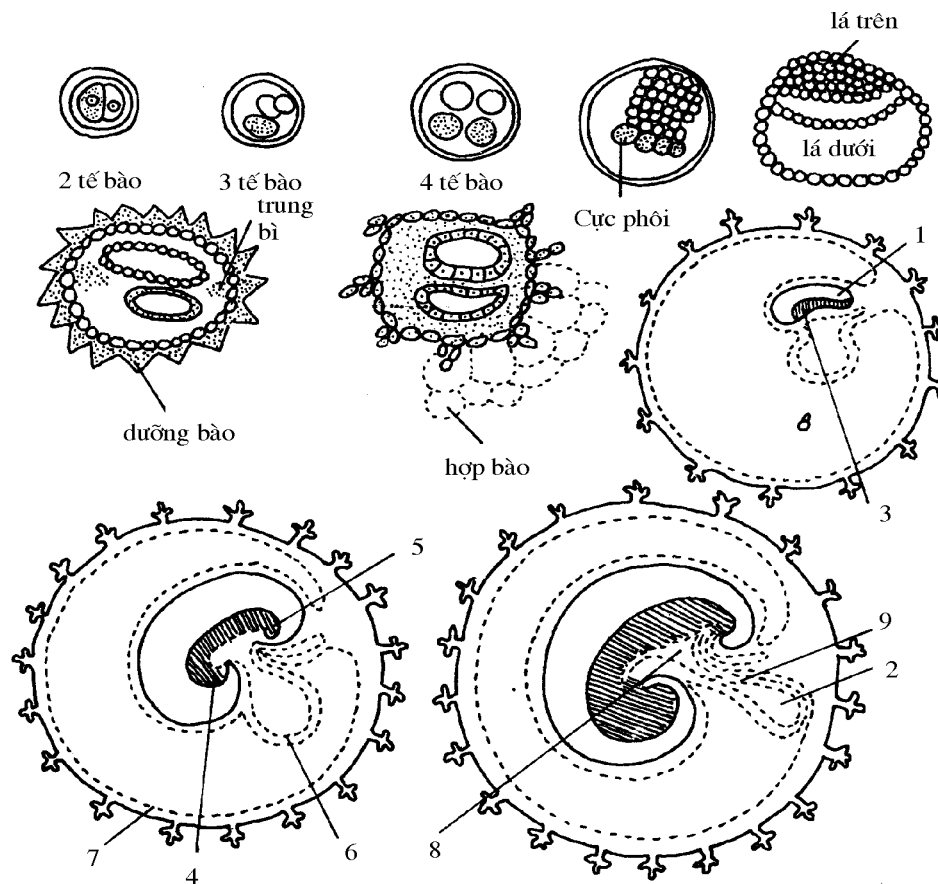 lá trên
lá dưới
2 tế bào
3 tế bào
4 tế bào
Cực phôi
trung
bì
1
dưỡng bào
hợp bào
3
5
9
2
7
4
6
8